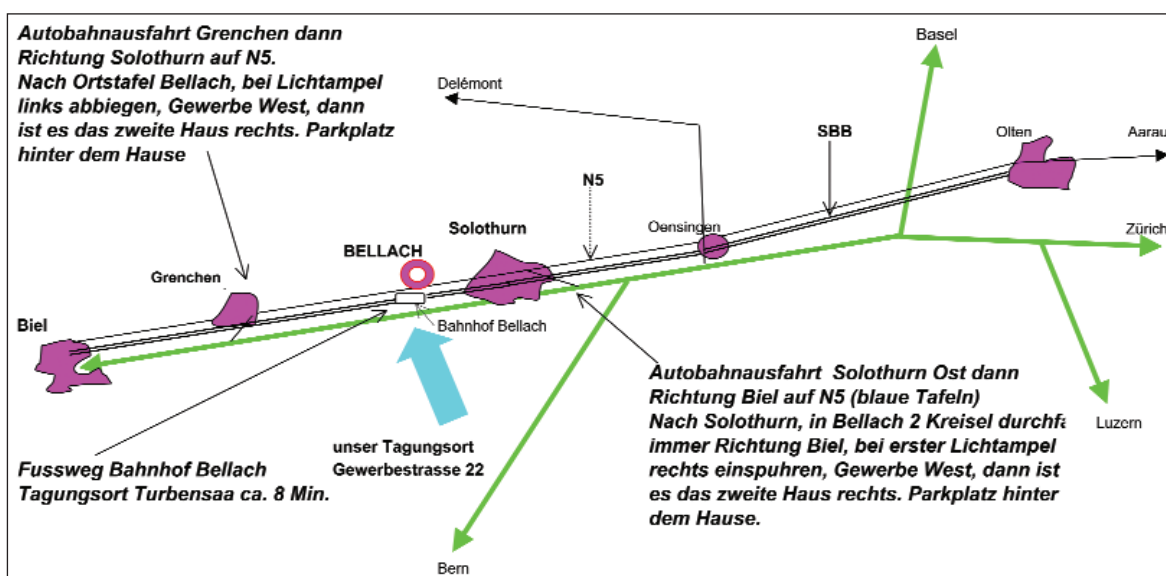 Autobahnausfahrt Grenchen dann
Richtung Solothurn auf N5.
Nach Ortstafel Bellach, bei Lichtampel
links abbiegen, Gewerbe West, dann
ist es das zweite Haus rechts. Parkplatz
hinter dem Hause
Basel
Delémont
SBB
Olten
Aarau
N5
Solothurn
Oensingen
Zürich
BELLACH
Grenchen
Biel
Bahnhof Bellach
Autobahnausfahrt Solothurn Ost dann
Richtung Biel auf N5 (blaue Tafeln)
Nach Solothurn, in Bellach 2 Kreisel
immer Richtung Biel, bei erster Lichtampel
rechts einspuhren, Gewerbe West, dann ist
es das zweite Haus rechts. Parkplatz hinter
dem Hause.
Luzern
unser Tagungsort
Gewerbestrasse 22
Fussweg Bahnhof Bellach
Tagungsort Turbensaa ca. 8 Min.
Bern